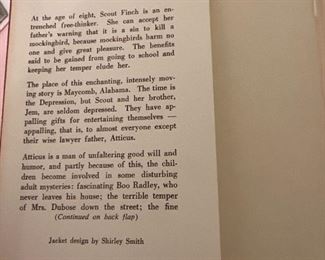 At the age of eight, Scout Finch is an en-
trenched free-thinker. She can accept her
father's warning that it is a sin to kill a
mockingbird, because mockingbirds harm no
one and give great pleasure. The benefits
said to be gained from going to school and
keeping her temper elude her.
The place of this enchanting, intensely mov-
ing story is Maycomb, Alabama. The time is
the Depression, but Scout and her brother,
Jem, are seldom depressed. They have ap-
palling gifts for entertaining themselves —
appalling, that is, to almost everyone except
their wise lawyer father, Atticus.
Atticus is a man of unfaltering good will and
humor, and partly because of this, the chil-
dren become involved in some disturbing
adult mysteries: fascinating Boo Radley, who
never leaves his house; the terrible temper
of Mrs. Dubose down the street; the fine
(Continued on back flap)
Jacket design by Shirley Smith